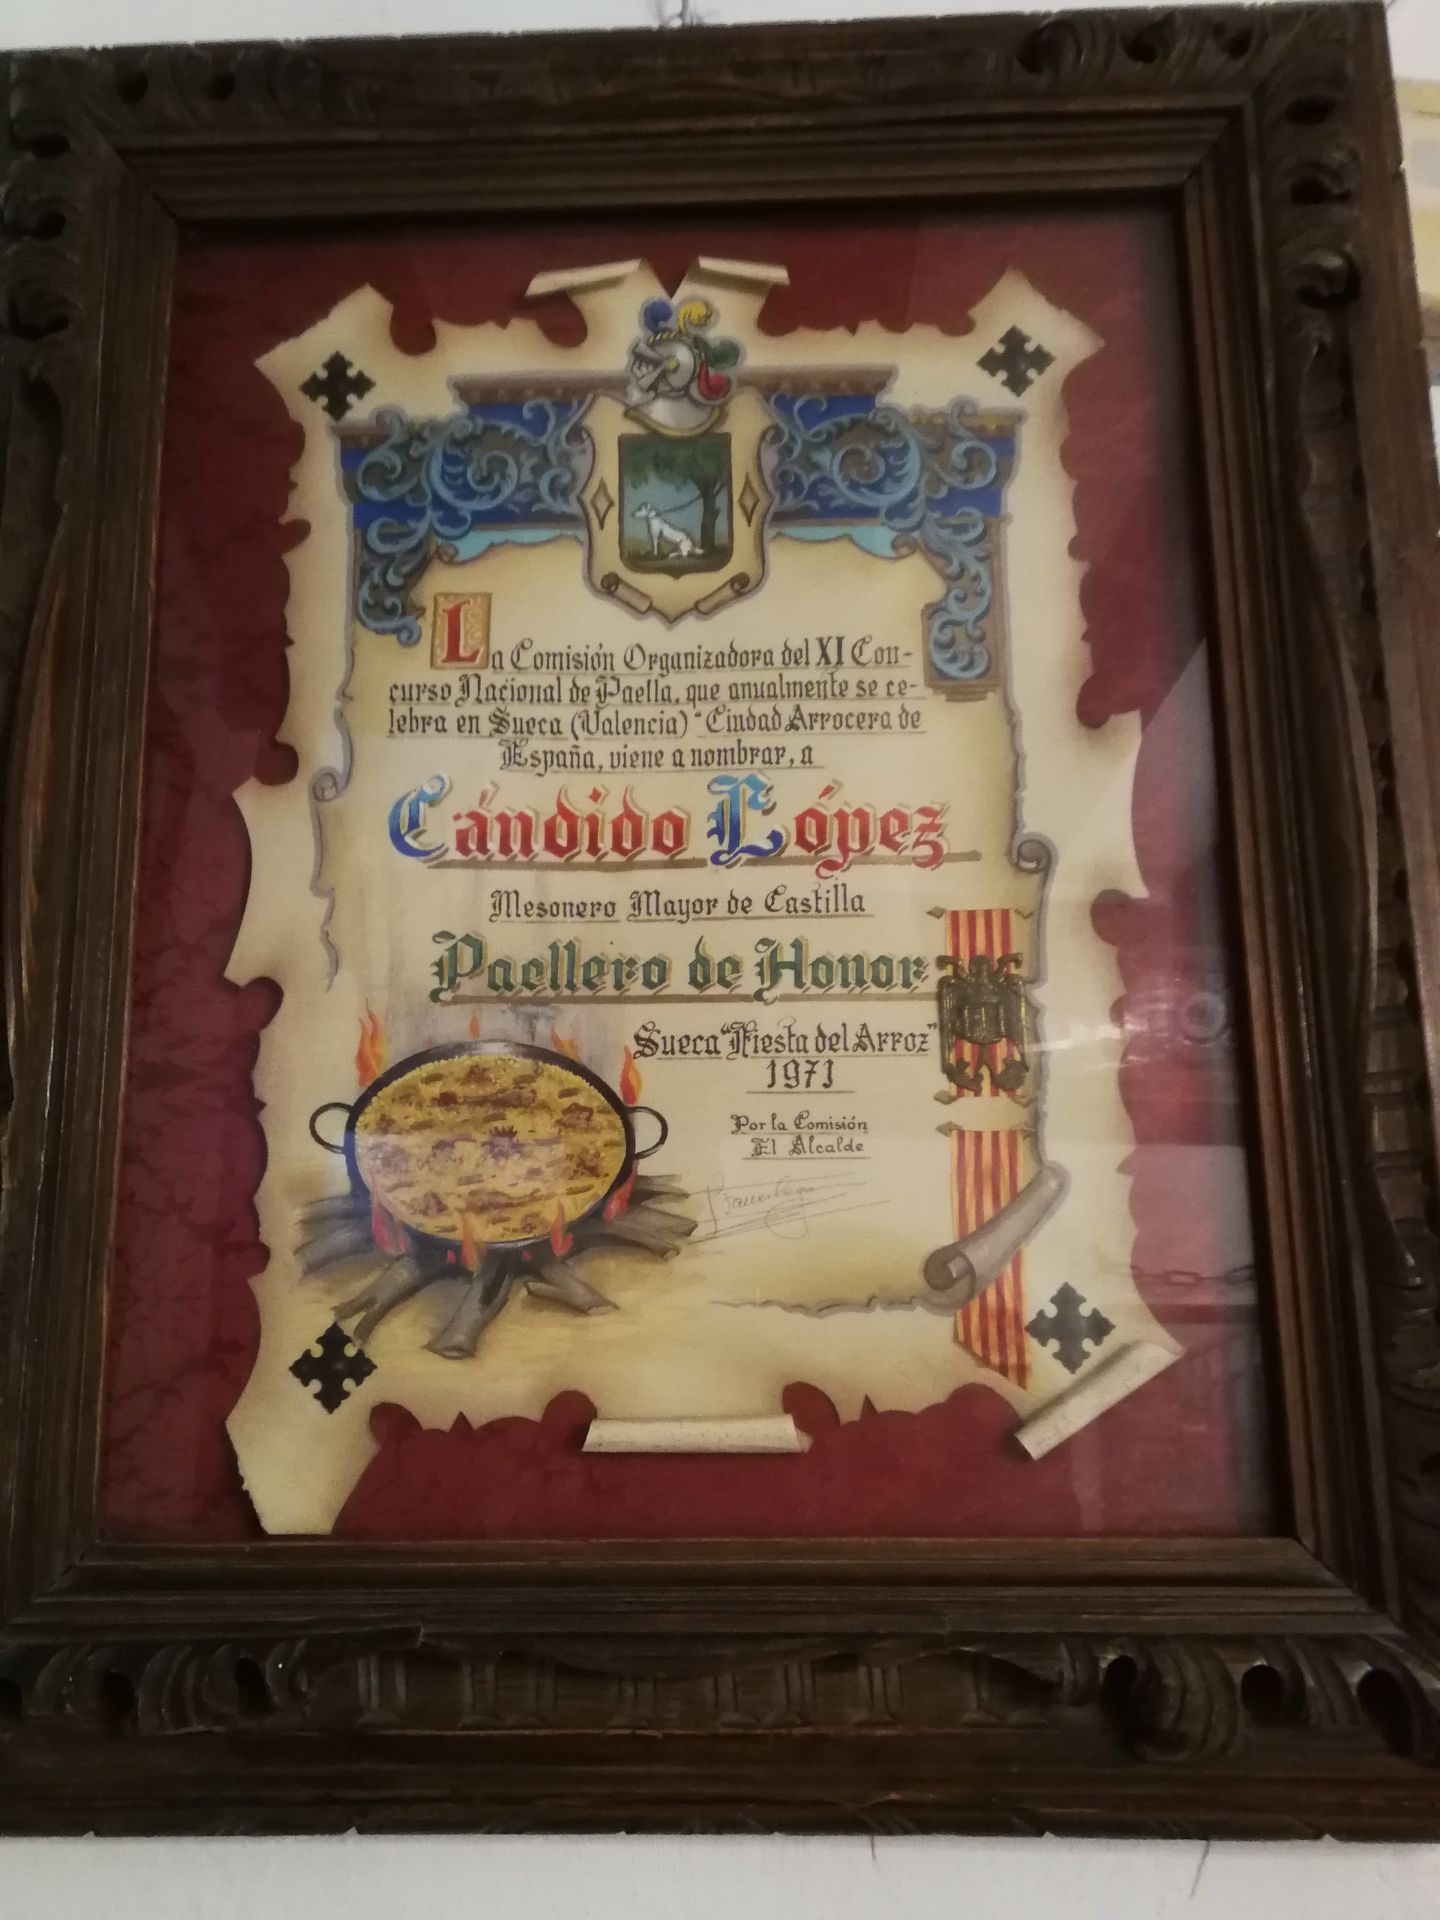 La Comisión Organizadora del XI Con-
curso Nacional de Paella, que anualmente se ce-
lebra en Sueca (Valencia) "Ciudad Arrocera de
España, viene a nombrar, a
Cándido López
Mesonero Mayor de Castilla
Paellero de Honor
Sueca "Fiesta del Arroz"
1971
Por la Comisión
El Alcalde